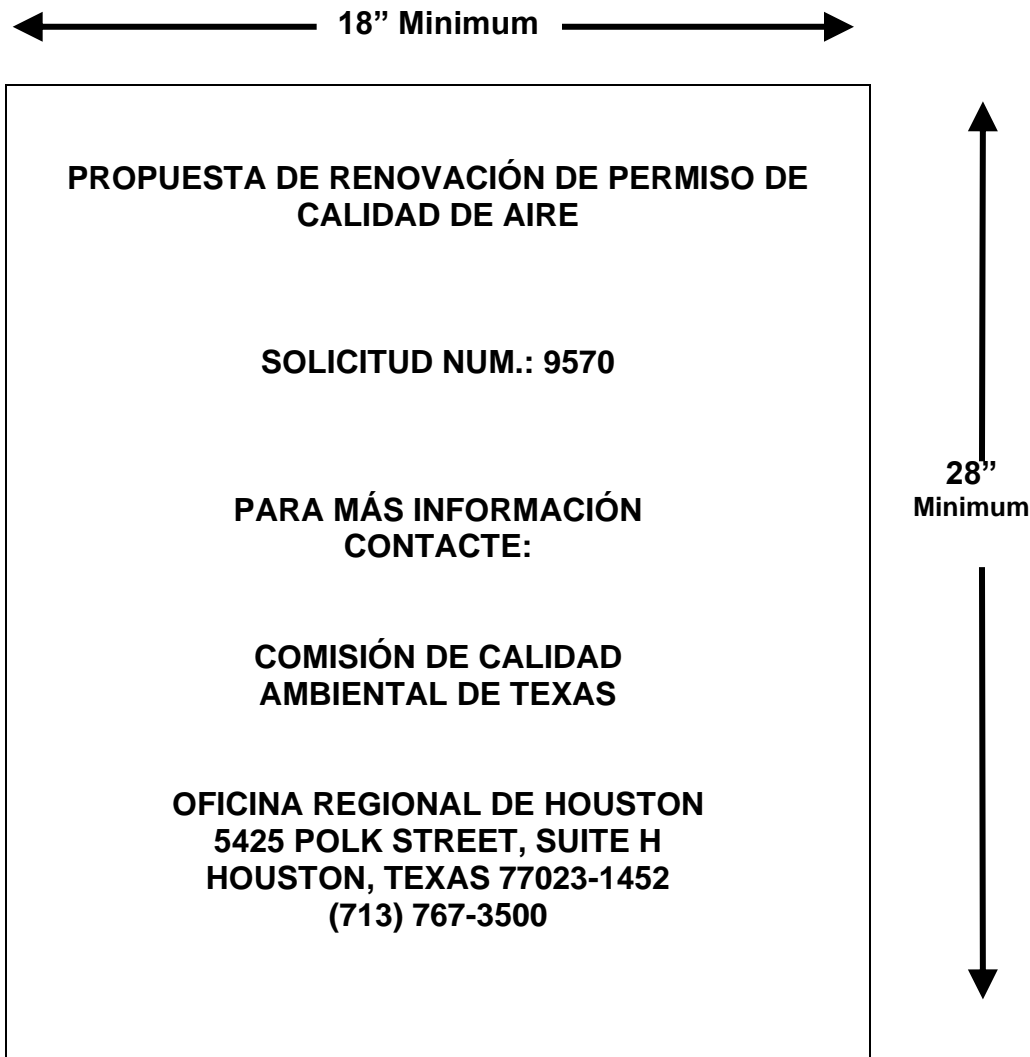 18” Minimum
PROPUESTA DE RENOVACIÓN DE PERMISO DE
CALIDAD DE AIRE
SOLICITUD NUM.: 9570
PARA MÁS INFORMACIÓN
CONTACTE:
28”
Minimum
COMISIÓN DE CALIDAD
AMBIENTAL DE TEXAS
OFICINA REGIONAL DE HOUSTON
5425 POLK STREET, SUITE H
HOUSTON, TEXAS 77023-1452
(713) 767-3500